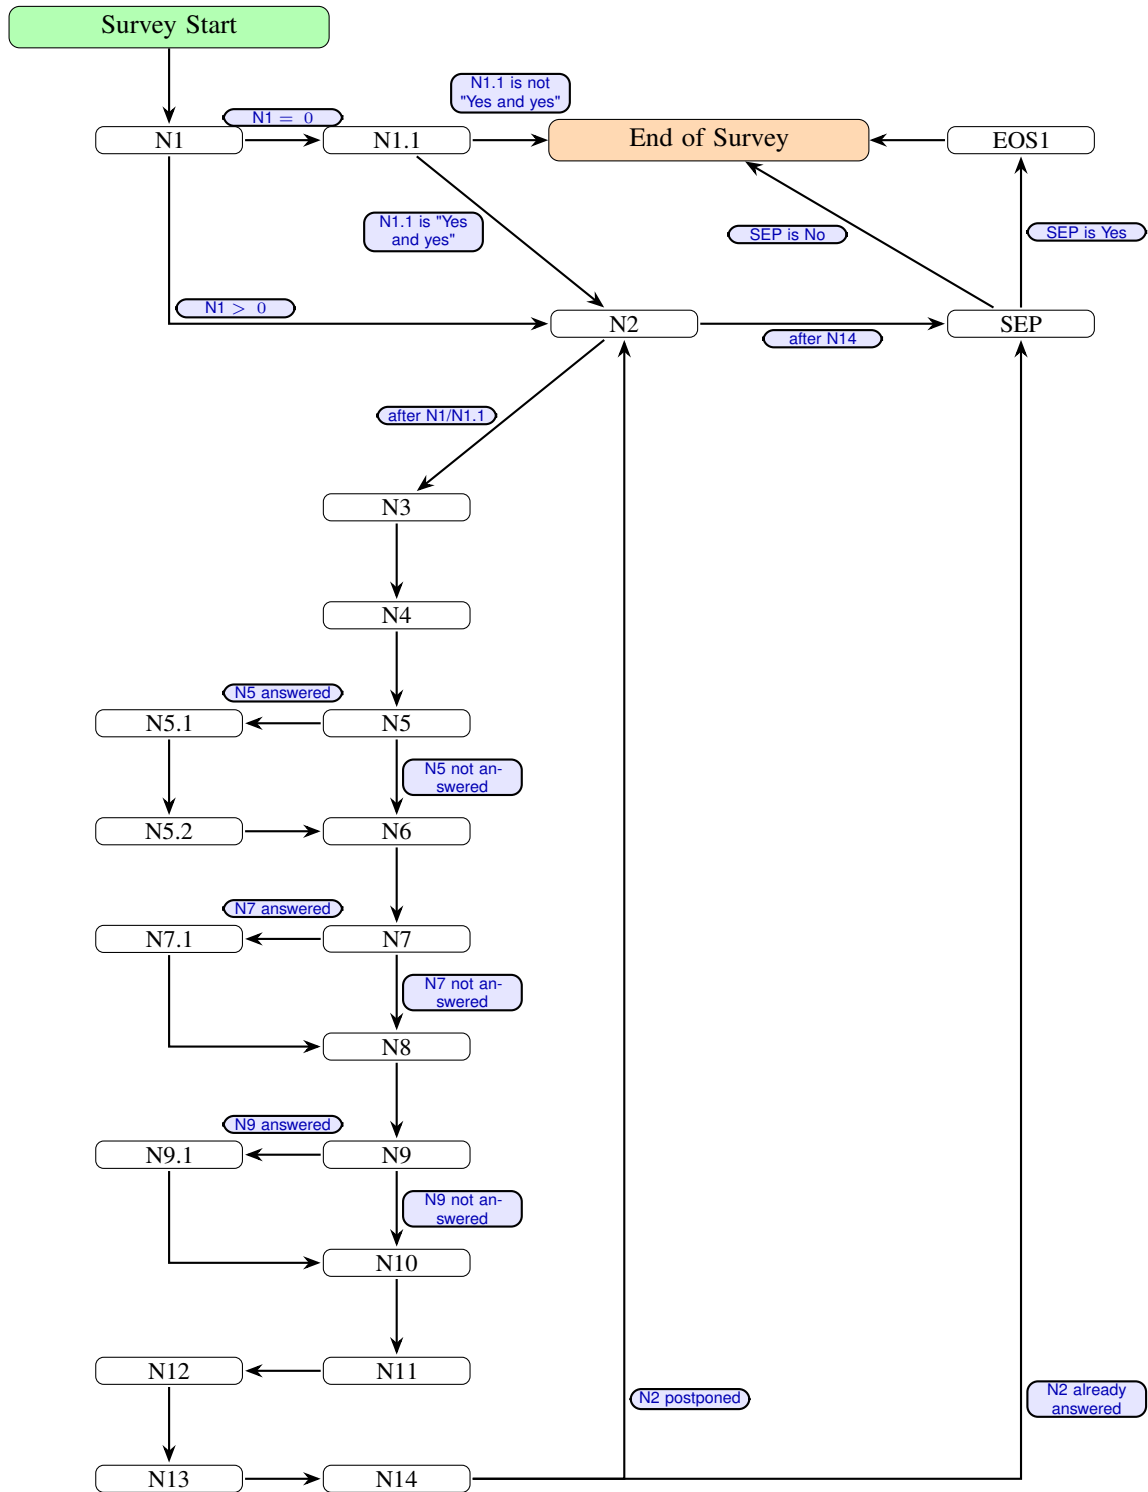 Survey Start
N1.1 is not
"Yes and yes"
N1 = 0
N1
N1.1
End of Survey
EOS1
N1.1 is "Yes
and yes"
SEP is No
SEP is Yes
N1 > 0
N2
after N14
SEP
after N1/N1.1
N3
N4
N5 answered
N5.1
N5
N5 not an-
swered
N5.2
N6
N7 answered
N7.1
N7
N7 not an-
swered
N8
N9 answered
N9.1
N9
N9 not an-
swered
N10
N12
N11
N2 postponed
N2 already
answered
N13
N14